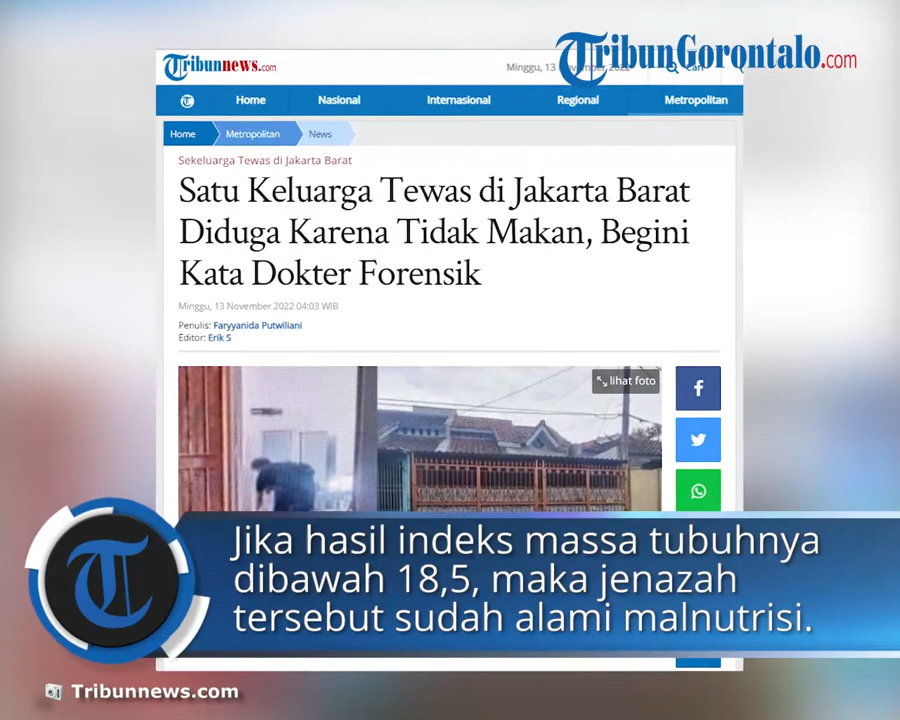 TribunGorontalo.com
Tribunnews.com
Minggu, 13 2022
Cari
Home
Nasional
Internasional
Regional
Metropolitan
Home
Metropolitan
News
Sekeluarga Tewas di Jakarta Barat
Satu Keluarga Tewas di Jakarta Barat
Diduga Karena Tidak Makan, Begini
Kata Dokter Forensik
Minggu, 13 November 2022 04:03 WIB
Penulis: Faryyanida Putwiliani
Editor: Erik S
lihat foto
Jika hasil indeks massa tubuhnya
dibawah 18,5, maka jenazah
tersebut sudah alami malnutrisi.
Tribunnews.com